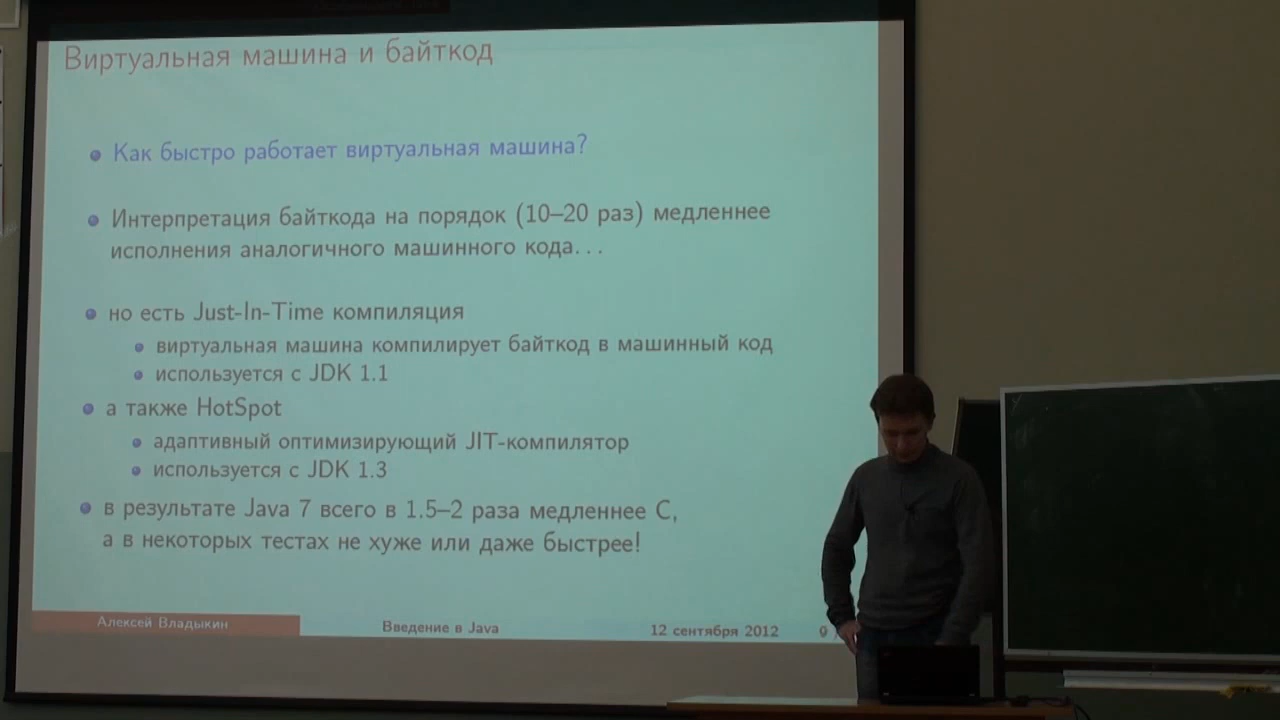 Виртуальная машина и байткод
Как быстро работает виртуальная машина?
Интерпретация байткода на порядок (10–20 раз) медленнее
исполнения аналогичного машинного кода...
но есть Just-In-Time компиляция
виртуальная машина компилирует байткод в машинный код
используется с JDK 1.1
а также HotSpot
адаптивный оптимизирующий JIT-компилятор
используется с JDK 1.3
в результате Java 7 всего в 1.5–2 раза медленнее C,
а в некоторых тестах не хуже или даже быстрее!
Алексей Владыкин
Введение в Java
12 сентября 2012
9 /